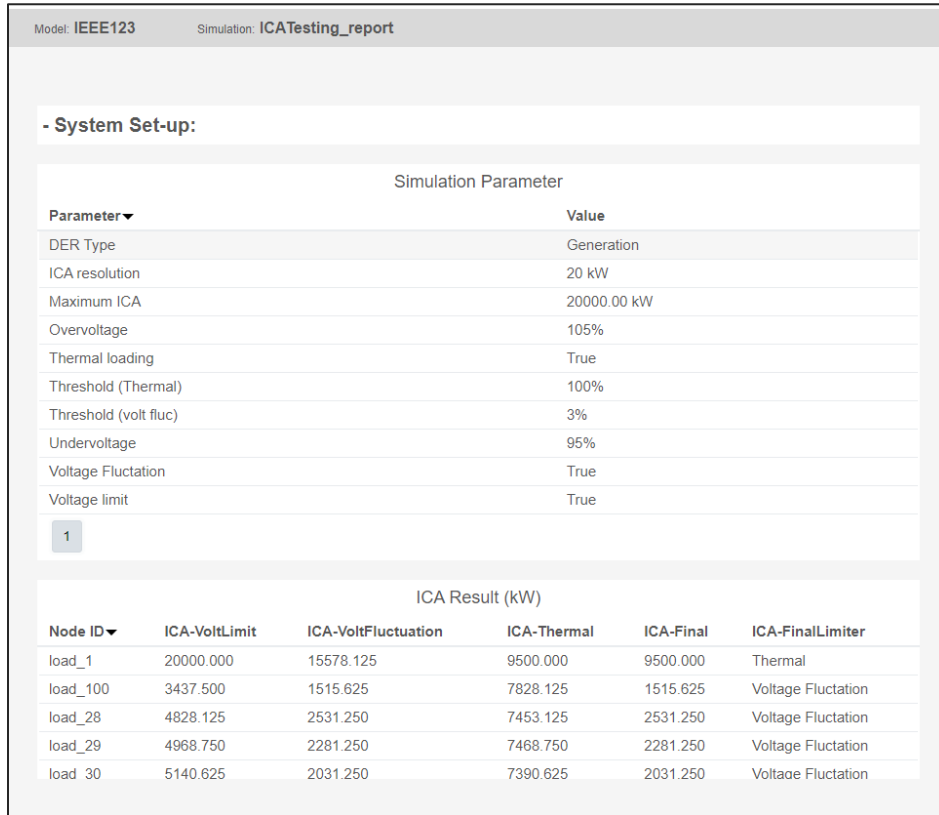 Model: IEEE123 Simulation: ICATesting_report
- System Set-up:
Simulation Parameter
Parameter Value
DER Type Generation
ICA resolution 20 kW
Maximum ICA 20000.00 kW
Overvoltage 105%
Thermal loading True
Threshold (Thermal) 100%
Threshold (volt fluc) 3%
Undervoltage 95%
Voltage Fluctation True
Voltage limit True
1
ICA Result (kW)
Node ID ICA-VoltLimit ICA-VoltFluctuation ICA-Thermal ICA-Final ICA-FinalLimiter
load_1 20000.000 15578.125 9500.000 9500.000 Thermal
load_100 3437.500 1515.625 7828.125 1515.625 Voltage Fluctation
load_28 4828.125 2531.250 7453.125 2531.250 Voltage Fluctation
load_29 4968.750 2281.250 7468.750 2281.250 Voltage Fluctation
load_30 5140.625 2031.250 7390.625 2031.250 Voltage Fluctation